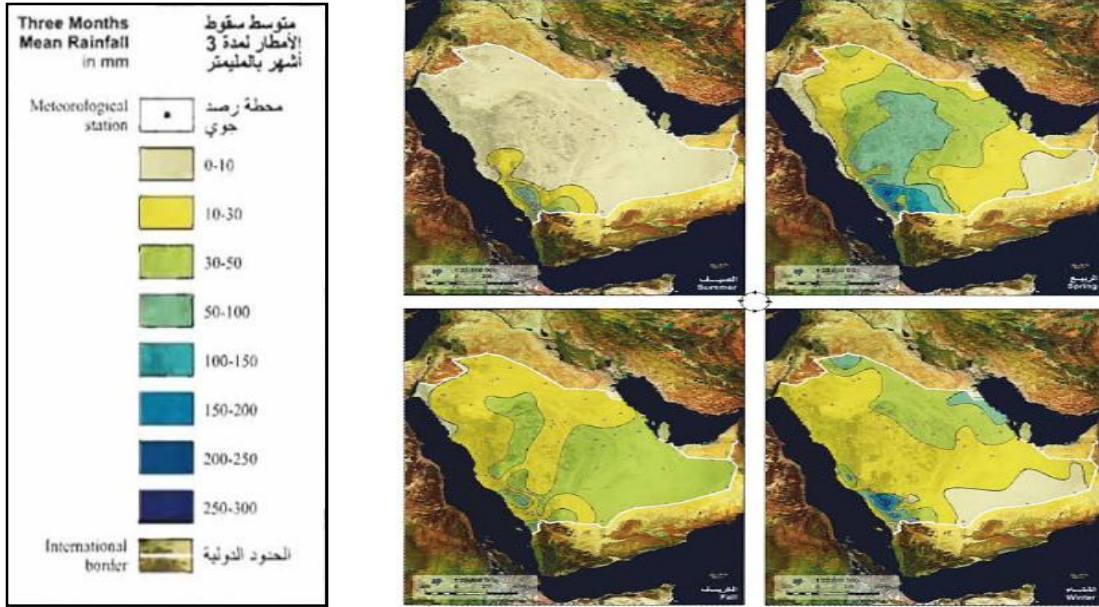 Three Months
Mean Rainfall
in mm
متوسط سقوط
الأمطار لمدة 3
أشهر بالمليمتر
Meteorological
station
محطة رصد
جوي
0-10
10-30
30-50
50-100
100-150
150-200
200-250
250-300
International
border
الحدود الدولية
الصيف
Summer
الربيع
Spring
الخريف
Fall
الشتاء
Winter